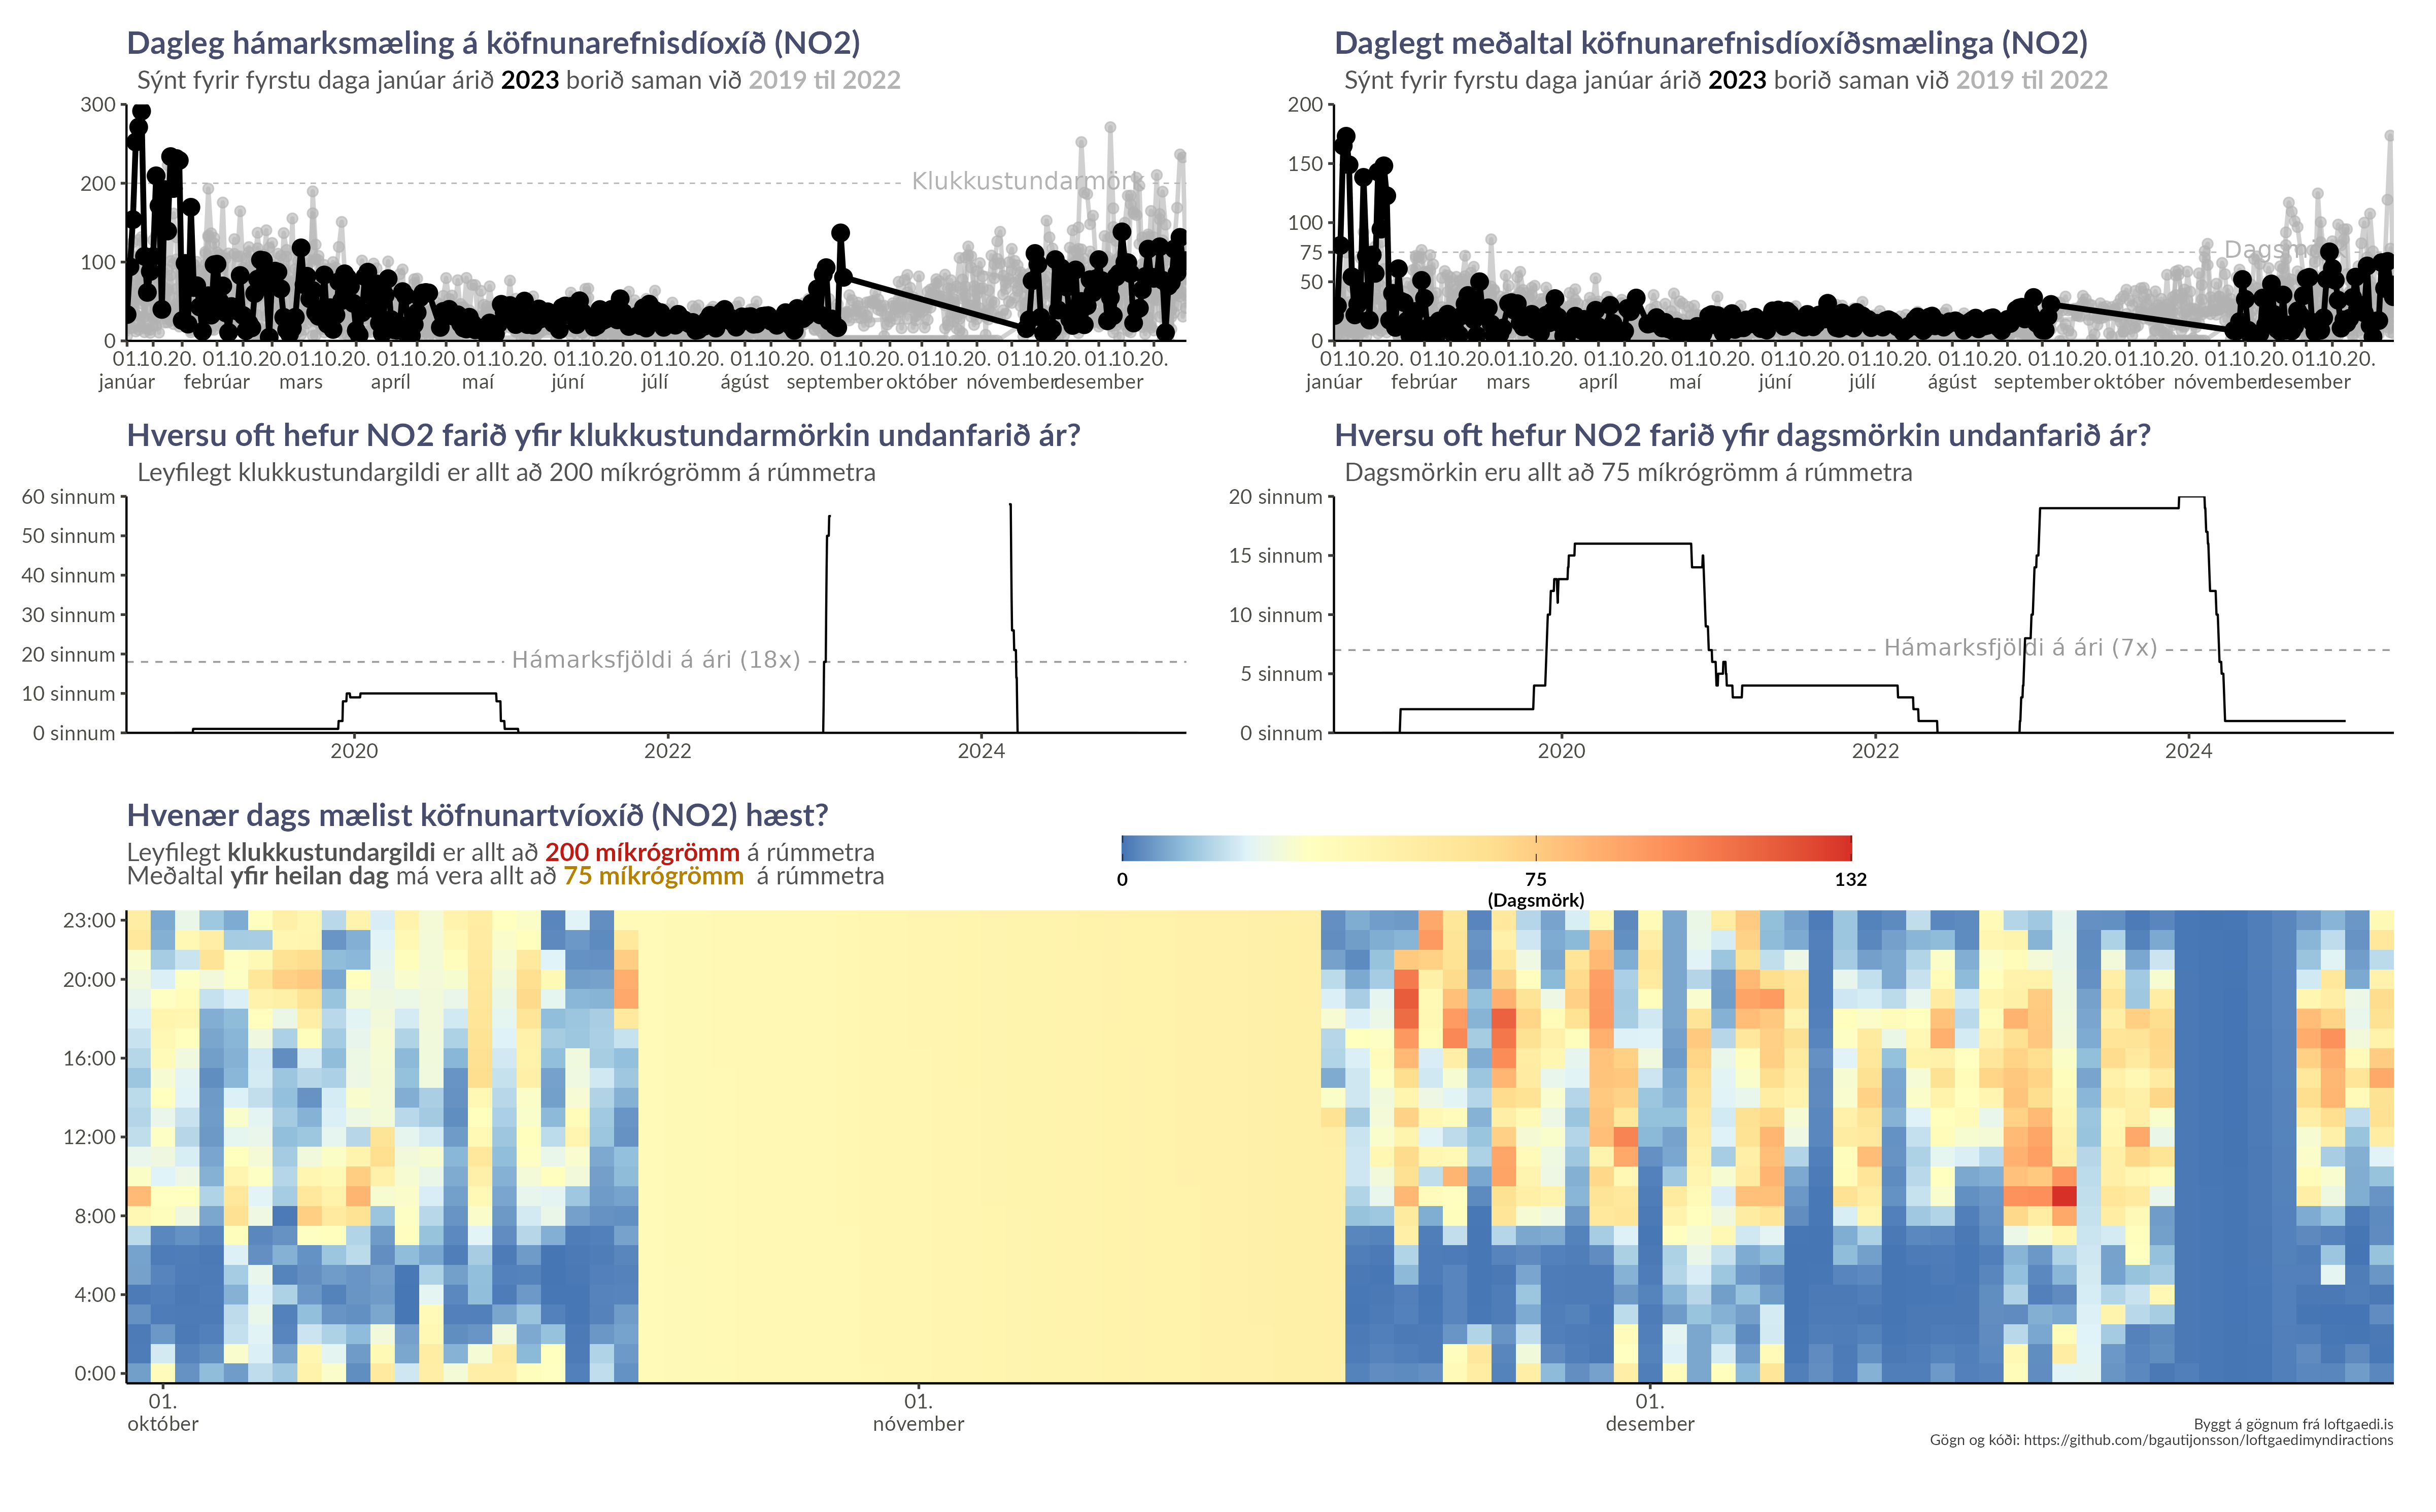 Dagleg hámarksmæling á köfnunarefnisdíoxíð (NO2)
Sýnt fyrir fyrstu daga janúar árið 2023 borið saman við 2019 til 2022
300
200
100
0
Klukkustundarmörk
01. 10. 20. 01. 10. 20. 01. 10. 20. 01. 10. 20. 01. 10. 20. 01. 10. 20. 01. 10. 20. 01. 10. 20. 01. 10. 20. 01. 10. 20. 01. 10. 20. 01. 10. 20.
janúar febrúar mars apríl maí júní júlí ágúst september október nóvember desember
Daglegt meðaltal köfnunarefnisdíoxíðsmælinga (NO2)
Sýnt fyrir fyrstu daga janúar árið 2023 borið saman við 2019 til 2022
200
150
100
75
50
0
01. 10. 20. 01. 10. 20. 01. 10. 20. 01. 10. 20. 01. 10. 20. 01. 10. 20. 01. 10. 20. 01. 10. 20. 01. 10. 20. 01. 10. 20. 01. 10. 20. 01. 10. 20.
janúar febrúar mars apríl maí júní júlí ágúst september október nóvember desember
Hversu oft hefur NO2 farið yfir klukkustundarmörkin undanfarið ár?
Leyfilegt klukkustundargildi er allt að 200 míkrógrömm á rúmmetra
60 sinnum
50 sinnum
40 sinnum
30 sinnum
20 sinnum
10 sinnum
0 sinnum
Hámarksfjöldi á ári (18x)
2020 2022 2024
Hversu oft hefur NO2 farið yfir dagsmörkin undanfarið ár?
Dagsmörkin eru allt að 75 míkrógrömm á rúmmetra
20 sinnum
15 sinnum
10 sinnum
5 sinnum
0 sinnum
Hámarksfjöldi á ári (7x)
2020 2022 2024
Hvenær dags mælist köfnunartvíoxíð (NO2) hæst?
Leyfilegt klukkustundargildi er allt að 200 míkrógrömm á rúmmetra
Meðaltal yfir heilan dag má vera allt að 75 míkrógrömm á rúmmetra
0 75 132
(Dagsmörk)
23:00
20:00
16:00
12:00
8:00
4:00
0:00
01. 01. 01.
október nóvember desember
Byggt á gögnum frá loftgaedi.is
Gögn og kóði: https://github.com/bgautijonsson/loftgaedimyndiractions